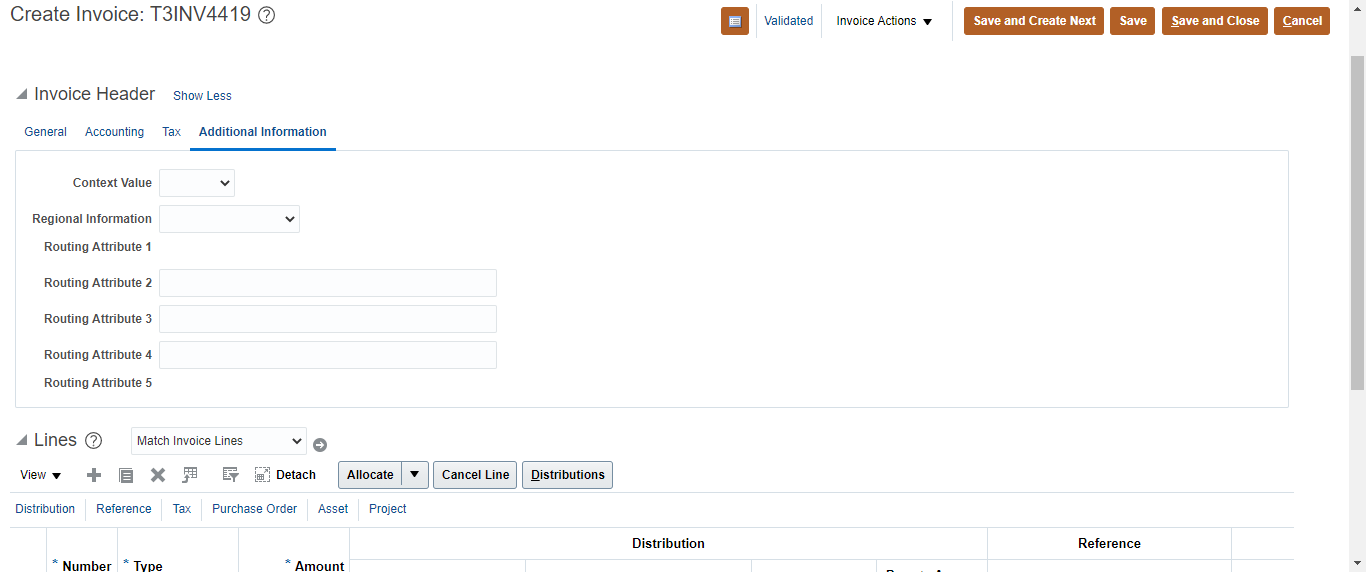 Create Invoice: T3INV4419 ?
Validated
Invoice Actions
Save and Create Next
Save
Save and Close
Cancel
Invoice Header Show Less
General Accounting Tax Additional Information
Context Value
Regional Information
Routing Attribute 1
Routing Attribute 2
Routing Attribute 3
Routing Attribute 4
Routing Attribute 5
Lines ? Match Invoice Lines
View Detach Allocate Cancel Line Distributions
Distribution Reference Tax Purchase Order Asset Project
Distribution Reference
* Number * Type * Amount